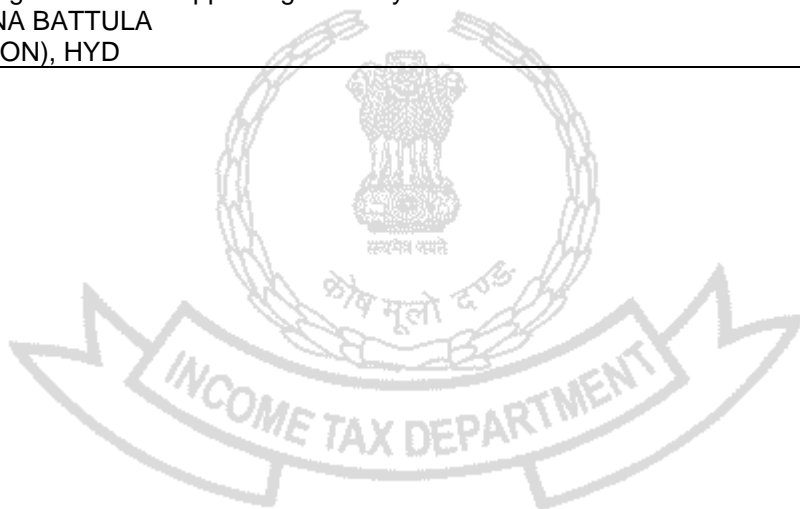 NA BATTULA
ON), HYD
सत्यमेव जयते
कोष मूलो दण्डः
INCOME TAX DEPARTMENT